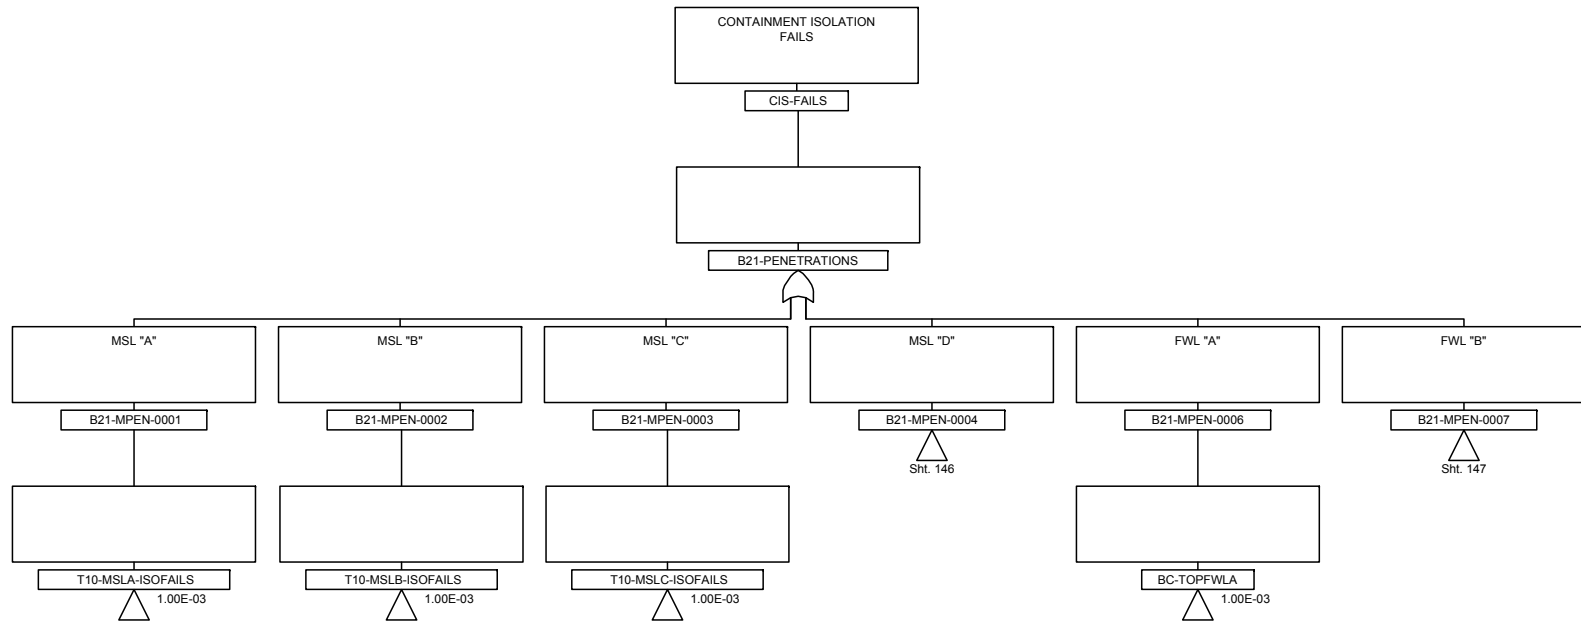 CONTAINMENT ISOLATION
FAILS
CIS-FAILS
B21-PENETRATIONS
MSL "A"
MSL "B"
MSL "C"
MSL "D"
FWL "A"
FWL "B"
B21-MPEN-0001
B21-MPEN-0002
B21-MPEN-0003
B21-MPEN-0004
B21-MPEN-0006
B21-MPEN-0007
Sht. 146
Sht. 147
T10-MSLA-ISOFAILS
T10-MSLB-ISOFAILS
T10-MSLC-ISOFAILS
BC-TOPFWLA
1.00E-03
1.00E-03
1.00E-03
1.00E-03